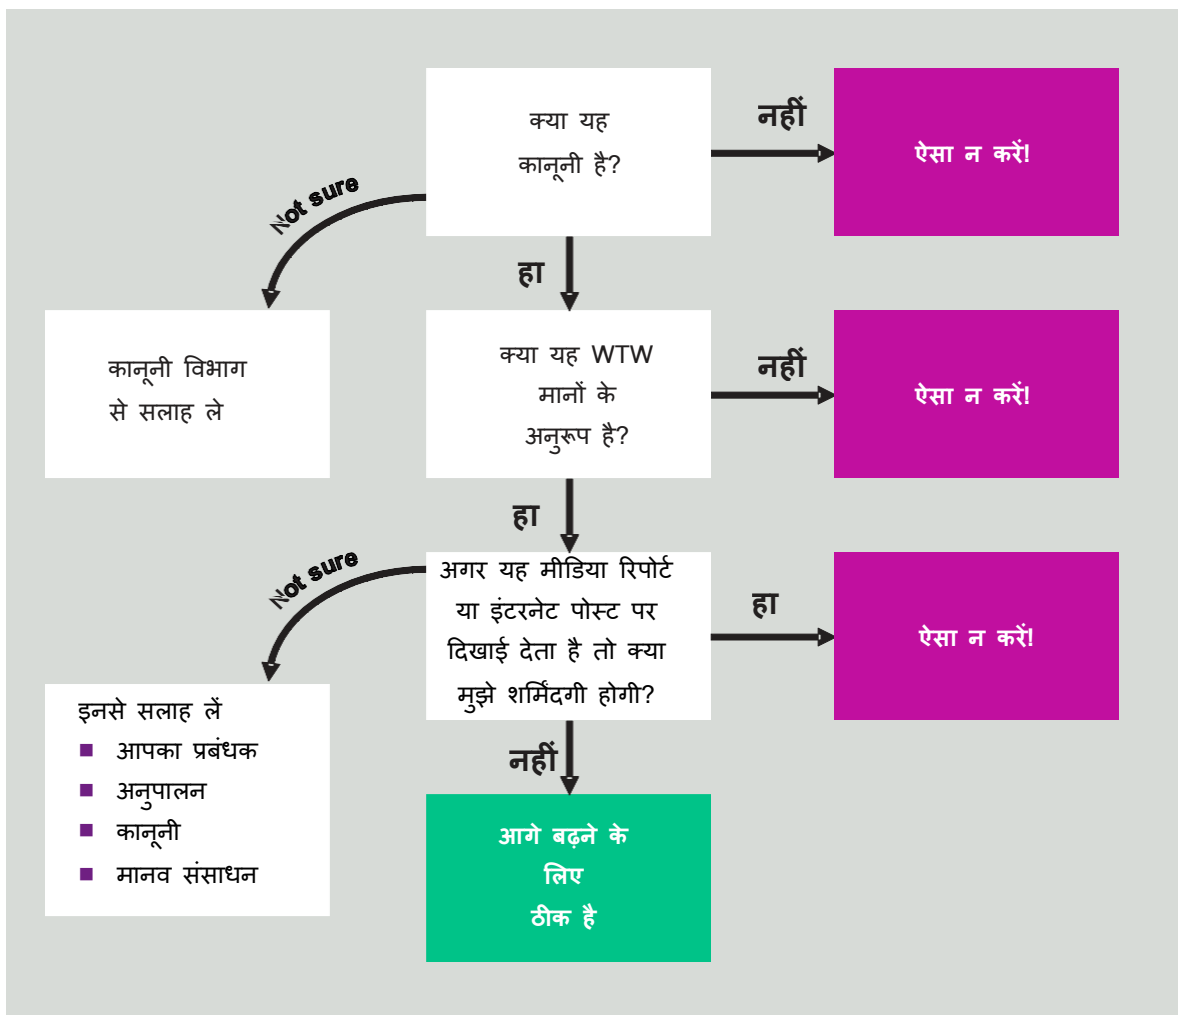 क्या यह
कानूनी है?
नहीं
ऐसा न करें!
Not sure
हा
कानूनी विभाग
से सलाह ले
क्या यह WTW
मानों के
अनुरूप है?
नहीं
ऐसा न करें!
हा
Not sure
अगर यह मीडिया रिपोर्ट
या इंटरनेट पोस्ट पर
दिखाई देता है तो क्या
मुझे शर्मिंदगी होगी?
हा
ऐसा न करें!
इनसे सलाह लें
आपका प्रबंधक
अनुपालन
कानूनी
मानव संसाधन
नहीं
आगे बढ़ने के
लिए
ठीक है